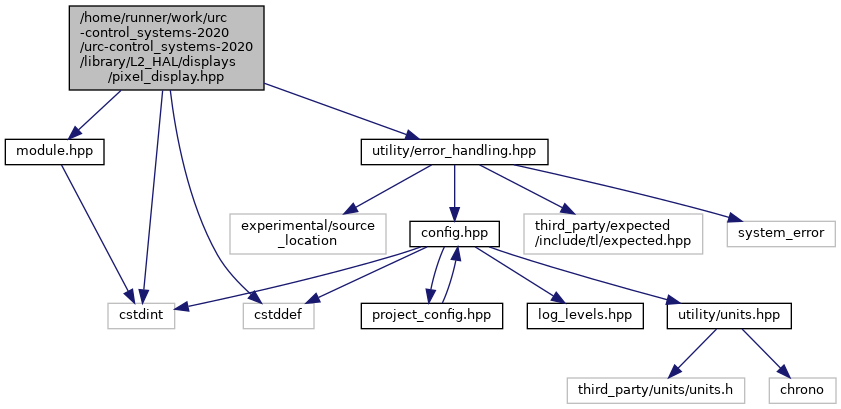 /home/runner/work/urc
-control_systems-2020
/urc-control_systems-2020
/library/L2_HAL/displays
/pixel_display.hpp
module.hpp
utility/error_handling.hpp
experimental/source
_location
config.hpp
third_party/expected
/include/tl/expected.hpp
system_error
cstdint
cstddef
project_config.hpp
log_levels.hpp
utility/units.hpp
third_party/units/units.h
chrono